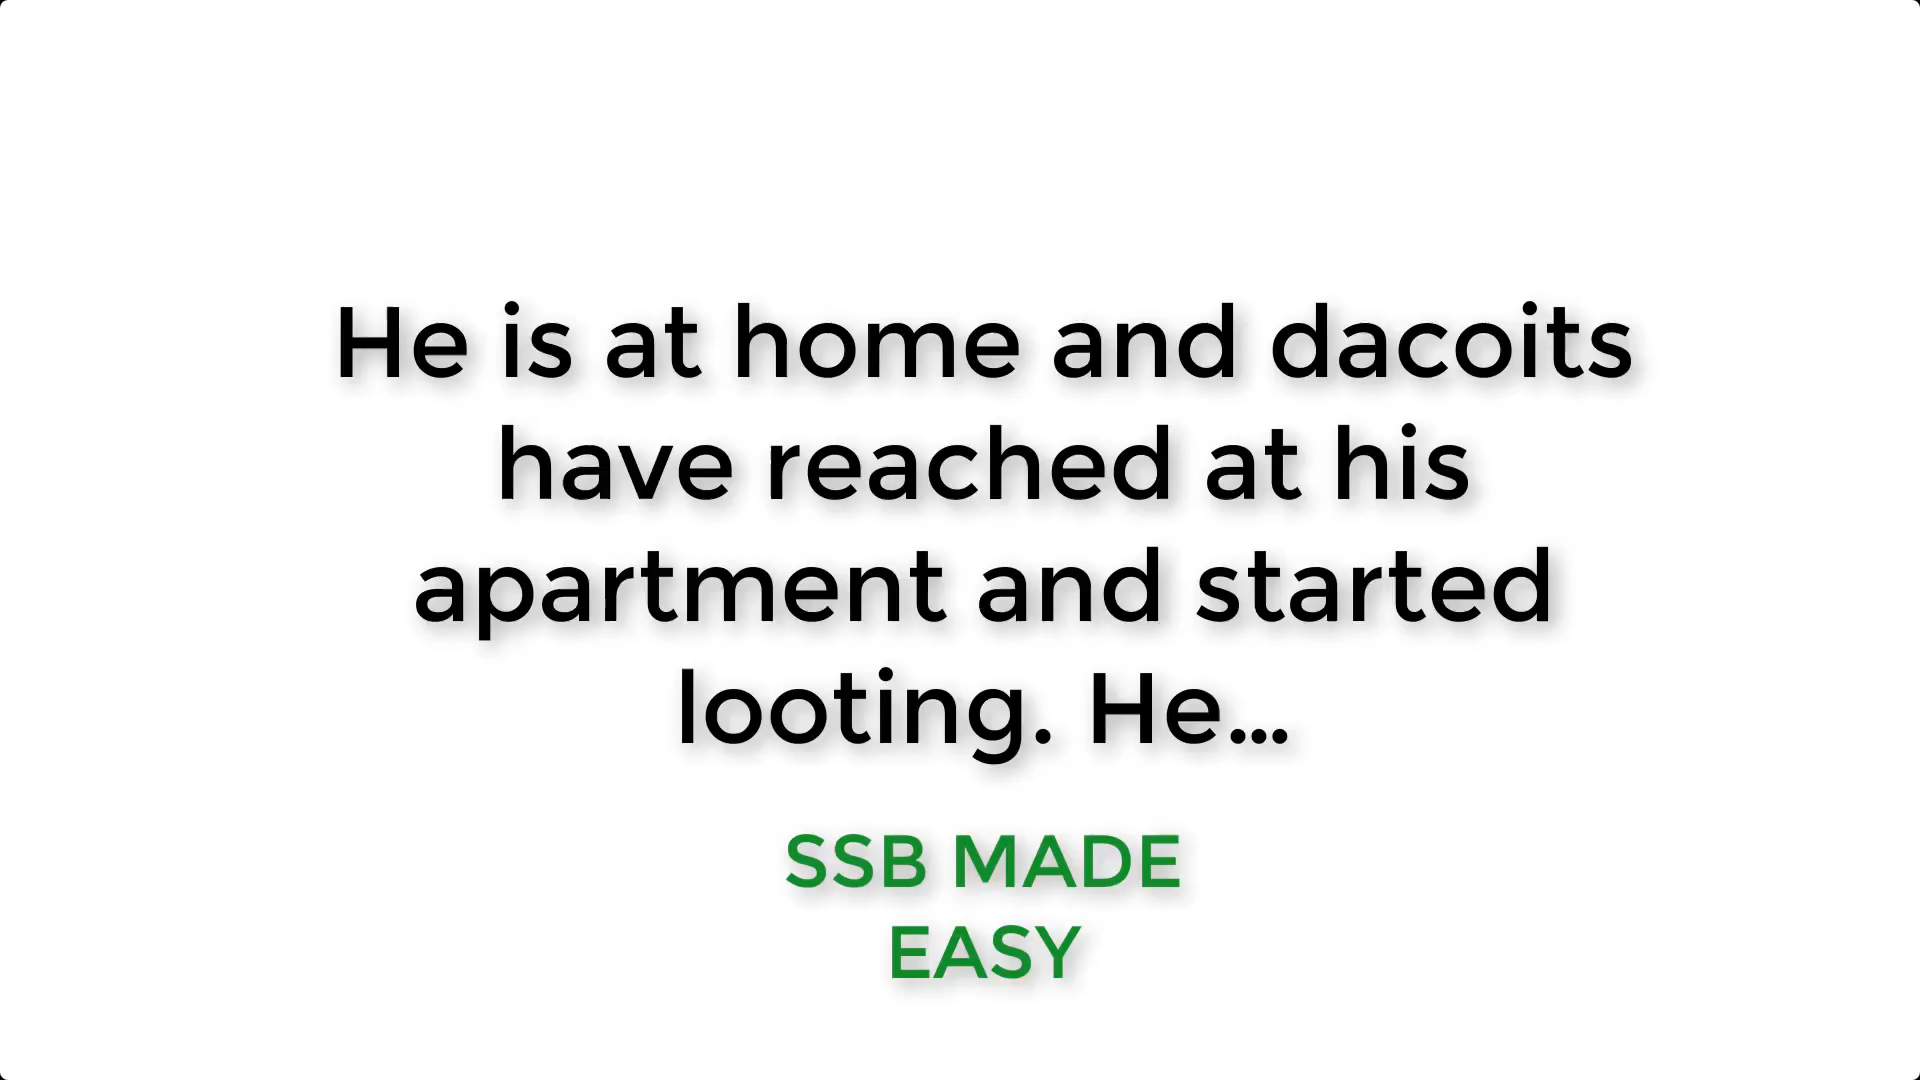 He is at home and dacoits
have reached at his
apartment and started
looting. He...
SSB MADE
EASY